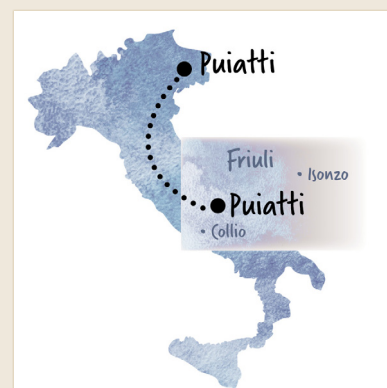 Puiatti
Friuli
• Isonzo
Puiatti
• Collio